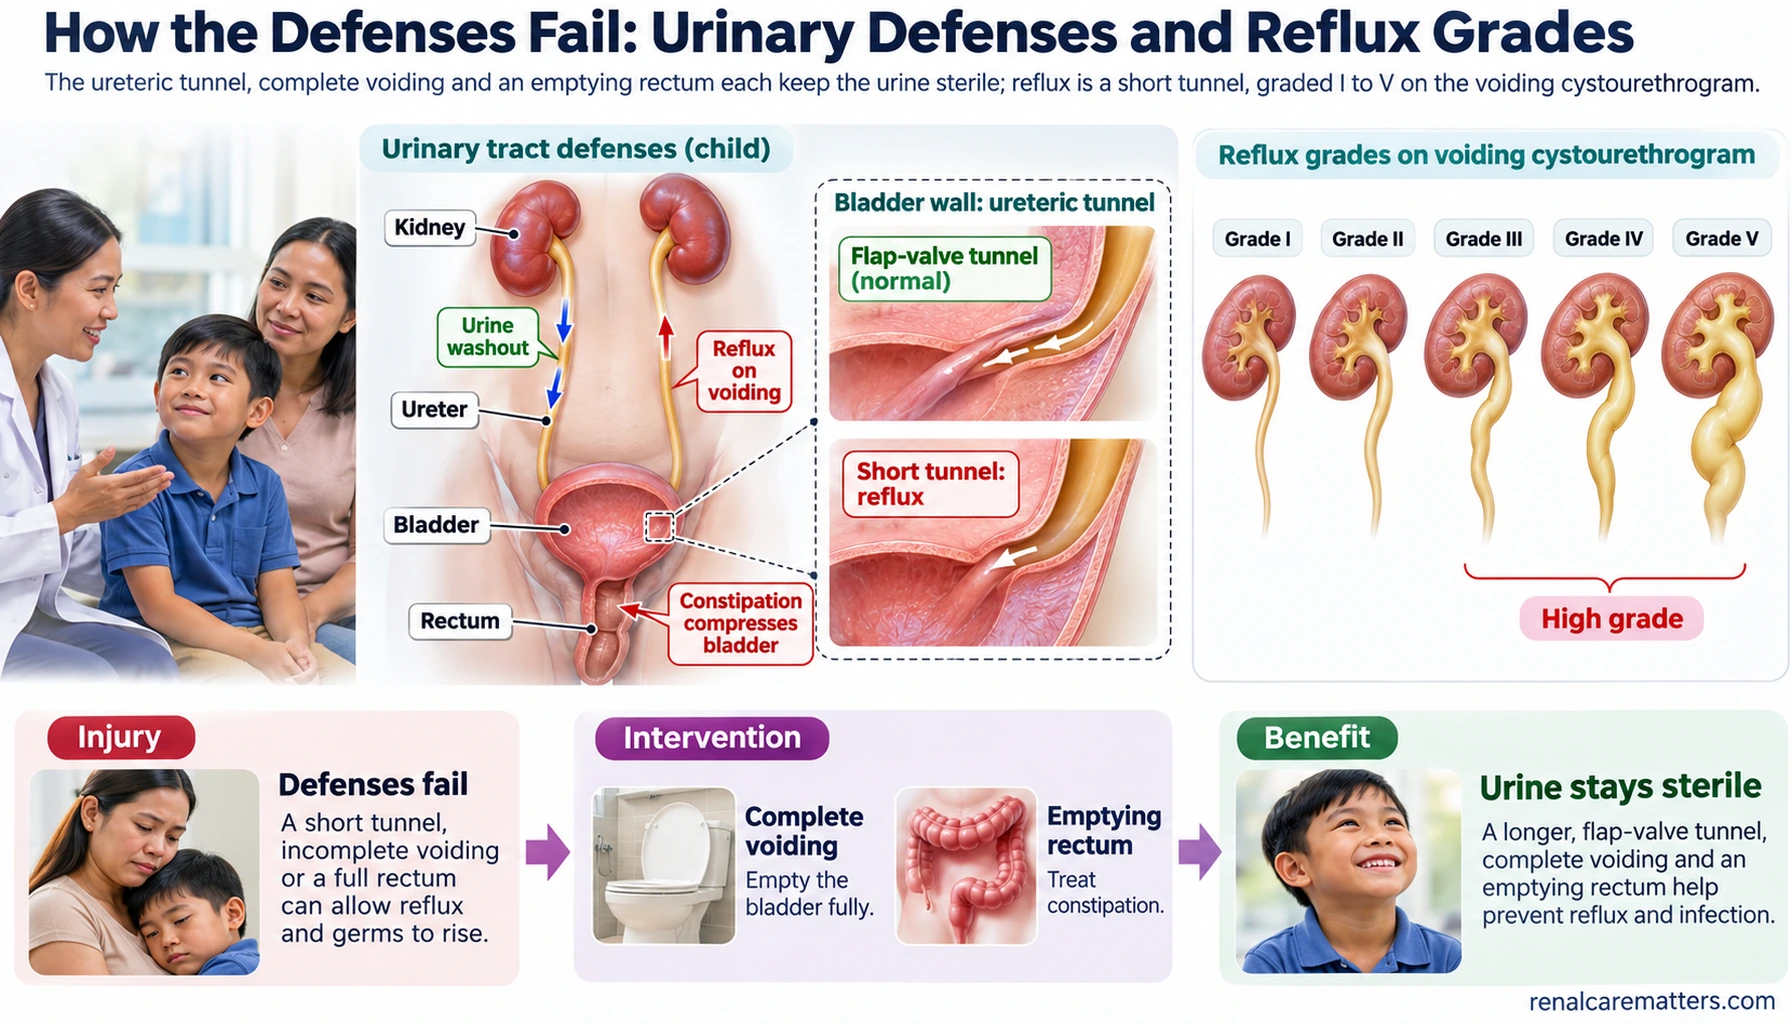 How the Defenses Fail: Urinary Defenses and Reflux Grades
The ureteric tunnel, complete voiding and an emptying rectum each keep the urine sterile; reflux is a short tunnel, graded I to V on the voiding cystourethrogram.
Urinary tract defenses (child)
Kidney
Urine
washout
Reflux
on
voiding
Ureter
Bladder
Rectum
Constipation
compresses
bladder
Bladder wall: ureteric tunnel
Flap-valve tunnel
(normal)
Short tunnel:
reflux
Reflux grades on voiding cystourethrogram
Grade I
Grade II
Grade III
Grade IV
Grade V
High grade
Injury
Defenses fail
A short tunnel,
incomplete voiding
or a full rectum
can allow reflux
and germs to rise.
Intervention
Complete
voiding
Empty the
bladder fully.
Emptying
rectum
Treat
constipation.
Benefit
Urine stays sterile
A longer, flap-valve tunnel,
complete voiding and an
emptying rectum help
prevent reflux and infection.
renalcarematters.com